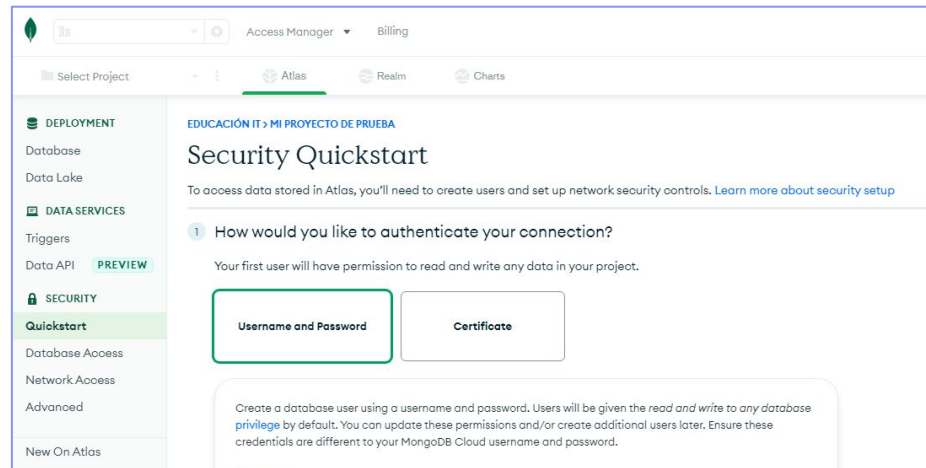 Access Manager Billing
Select Project Atlas Realm Charts
DEPLOYMENT
Database
Data Lake
DATA SERVICES
Triggers
Data API PREVIEW
SECURITY
Quickstart
Database Access
Network Access
Advanced
New On Atlas
EDUCACIÓN IT > MI PROYECTO DE PRUEBA
Security Quickstart
To access data stored in Atlas, you'll need to create users and set up network security controls. Learn more about security setup
1 How would you like to authenticate your connection?
Your first user will have permission to read and write any data in your project.
Username and Password Certificate
Create a database user using a username and password. Users will be given the read and write to any database
privilege by default. You can update these permissions and/or create additional users later. Ensure these
credentials are different to your MongoDB Cloud username and password.